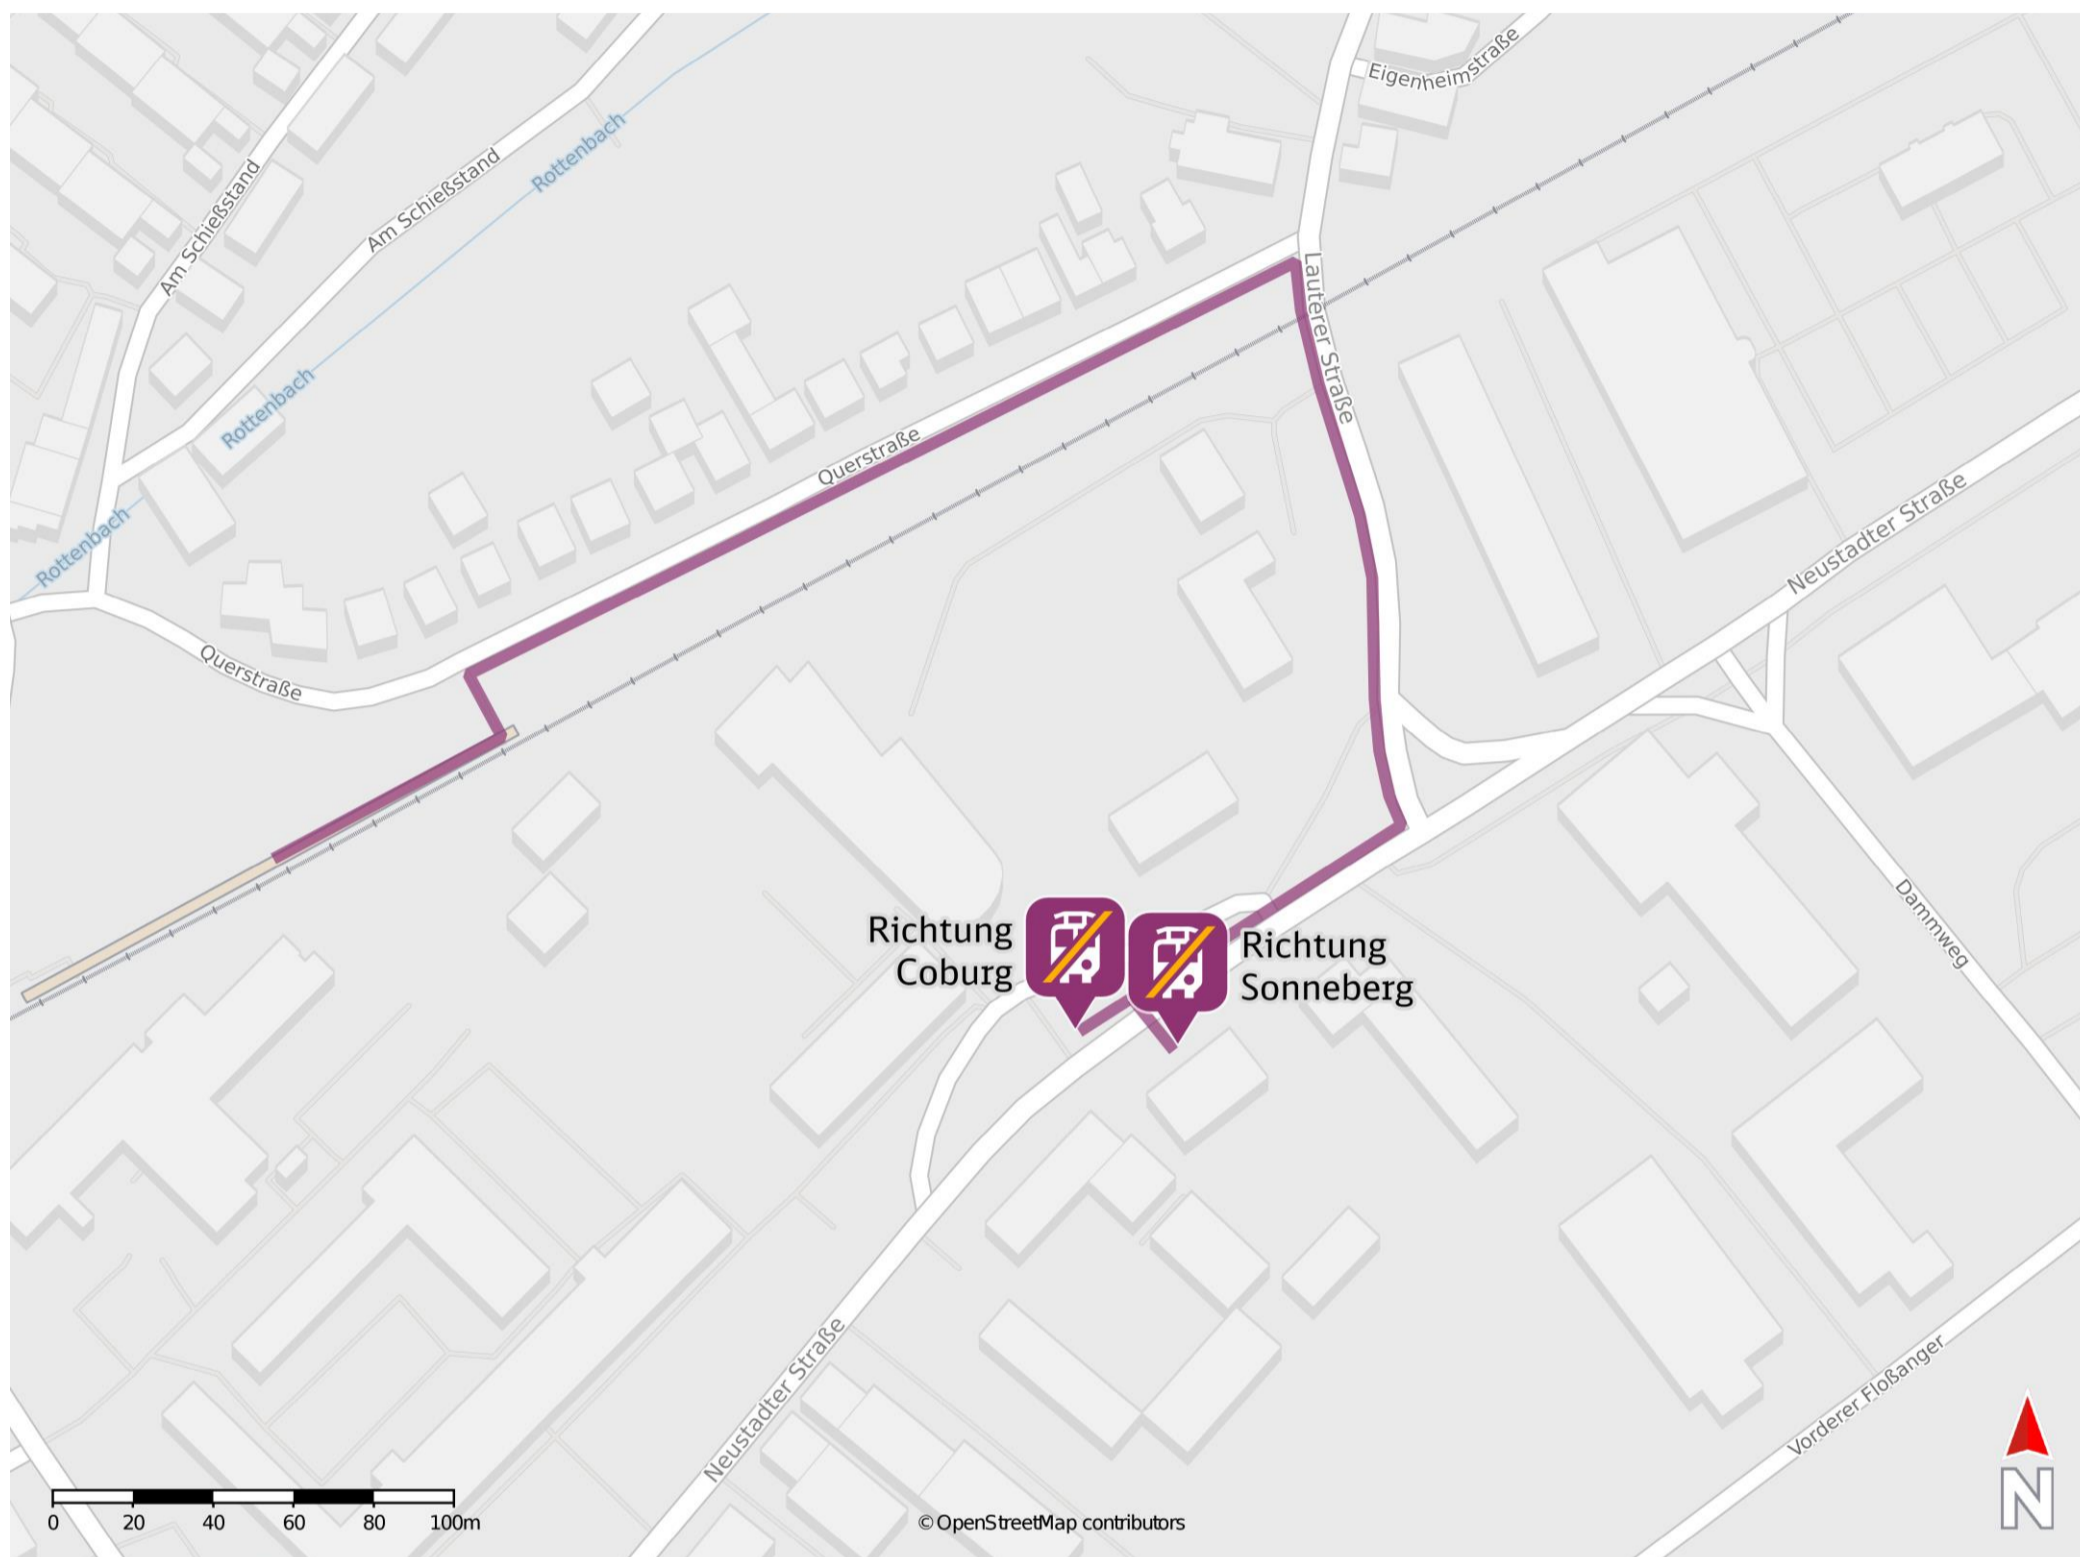 Eigenheimstraße
Rottenbach
Am Schießstand
Am Schießstand
Lauterer Straße
Rottenbach
Querstraße
Neustadter Straße
Rottenbach
Querstraße
Richtung
Coburg
Richtung
Sonneberg
Dammweg
Neustadter Straße
Vorderer Floßanger
0 20 40 60 80 100m
© OpenStreetMap contributors
N